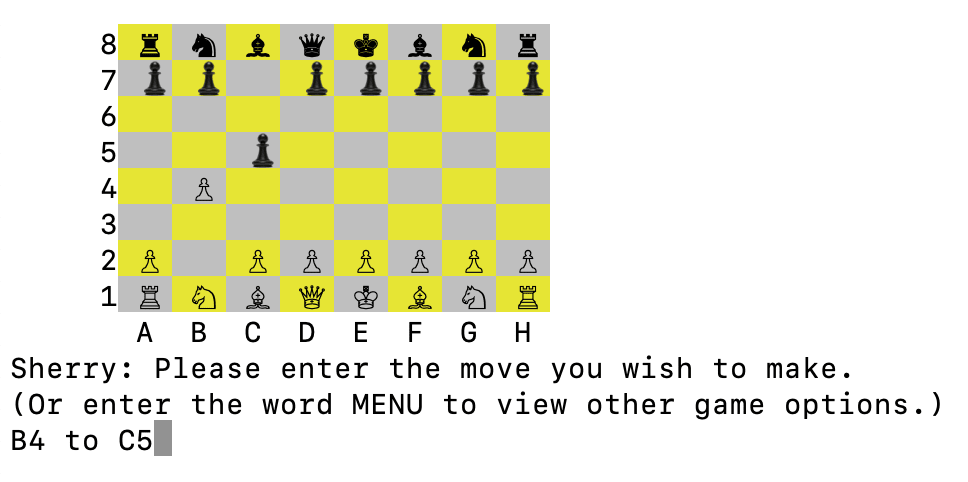 8
7
6
5
4
3
2
1
A B C D E F G H
Sherry: Please enter the move you wish to make.
(Or enter the word MENU to view other game options.)
B4 to C5